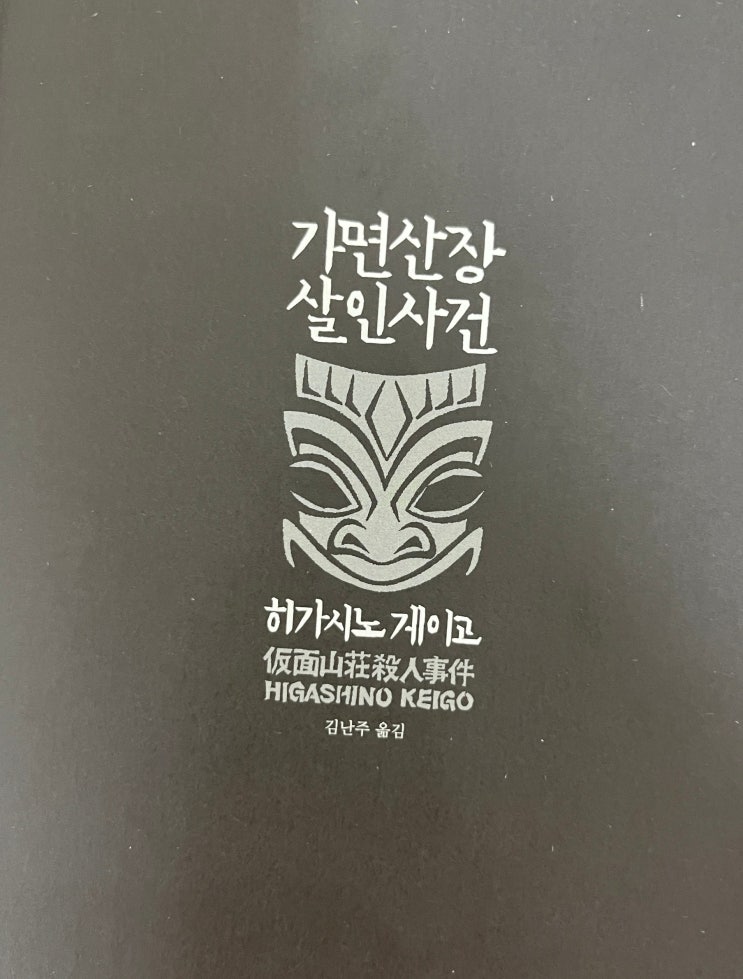 가면산장
살인사건
히가시노 게이고
仮面山荘殺人事件
HIGASHINO KEIGO
김난주 옮김